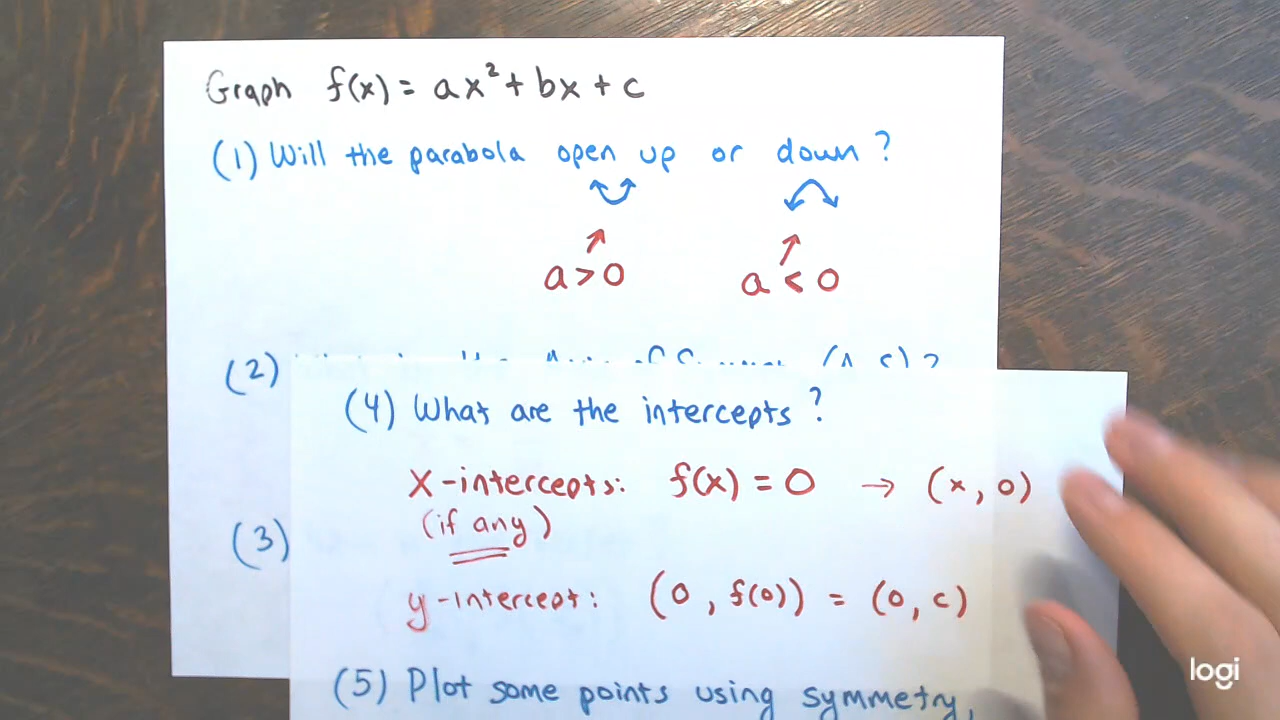 Graph f(x) = ax² + bx + c
(1) Will the parabola open up or down?
a > 0 a < 0
(2)
(4) What are the intercepts?
x-intercepts: f(x) = 0 → (x, 0)
(if any)
(3)
y-intercept: (0, f(0)) = (0, c)
(5) Plot some points using symmetry,
logi